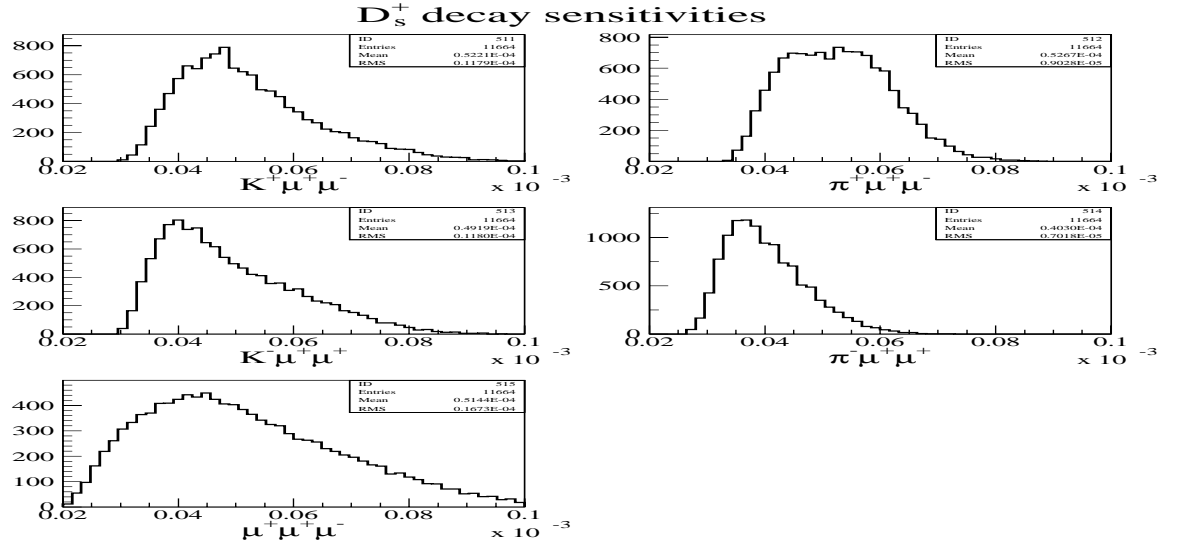 D_s^+ decay sensitivities
ID 511
Entries 11664
Mean 0.5221E-04
RMS 0.1179E-04
800
600
400
200
0
0.02 0.04 0.06 0.08 0.1
x 10 -3
K+μ+μ-
ID 512
Entries 11664
Mean 0.5267E-04
RMS 0.9028E-05
800
600
400
200
0
0.02 0.04 0.06 0.08 0.1
x 10 -3
π+μ+μ-
ID 513
Entries 11664
Mean 0.4919E-04
RMS 0.1180E-04
800
600
400
200
0
0.02 0.04 0.06 0.08 0.1
x 10 -3
K-μ+μ+
ID 514
Entries 11664
Mean 0.4030E-04
RMS 0.7018E-05
1000
500
0
0.02 0.04 0.06 0.08 0.1
x 10 -3
π-μ+μ+
ID 515
Entries 11664
Mean 0.5144E-04
RMS 0.1673E-04
400
300
200
100
0
0.02 0.04 0.06 0.08 0.1
x 10 -3
μ+μ+μ-